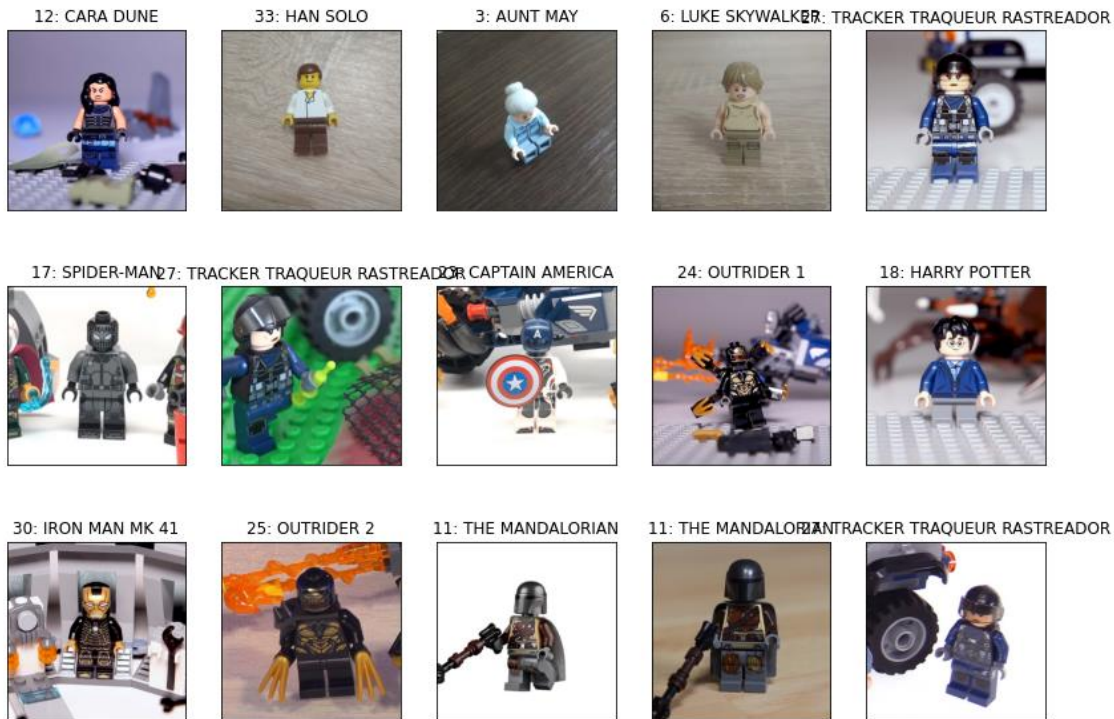 12: CARA DUNE
33: HAN SOLO
3: AUNT MAY
6: LUKE SKYWALKER
27: TRACKER TRAQUEUR RASTREADOR
17: SPIDER-MAN
27: TRACKER TRAQUEUR RASTREADOR
23: CAPTAIN AMERICA
24: OUTRIDER 1
18: HARRY POTTER
30: IRON MAN MK 41
25: OUTRIDER 2
11: THE MANDALORIAN
11: THE MANDALORIAN
27: TRACKER TRAQUEUR RASTREADOR
A